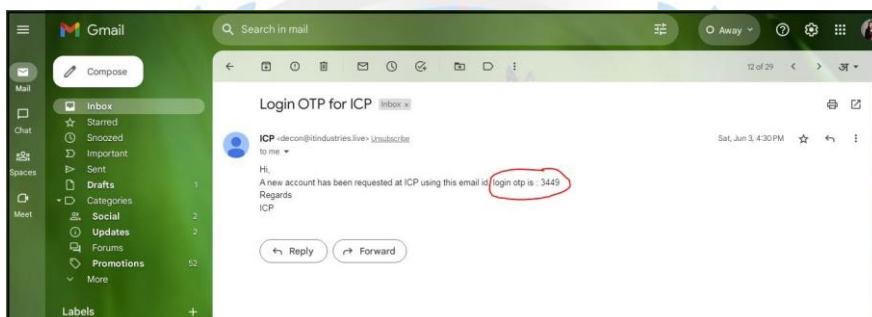 Gmail
Search in mail
Away
Compose
12 of 29
अ
Mail
Inbox
Starred
Snoozed
Important
Sent
Drafts 1
Categories
Social 2
Updates 2
Forums
Promotions 52
More
Labels +
Chat
Spaces
Meet
Login OTP for ICP Inbox x
ICP <decon@itindustries.live> Unsubscribe
Sat, Jun 3, 4:30 PM
to me
Hi,
A new account has been requested at ICP using this email id, login otp is : 3449
Regards
ICP
Reply Forward